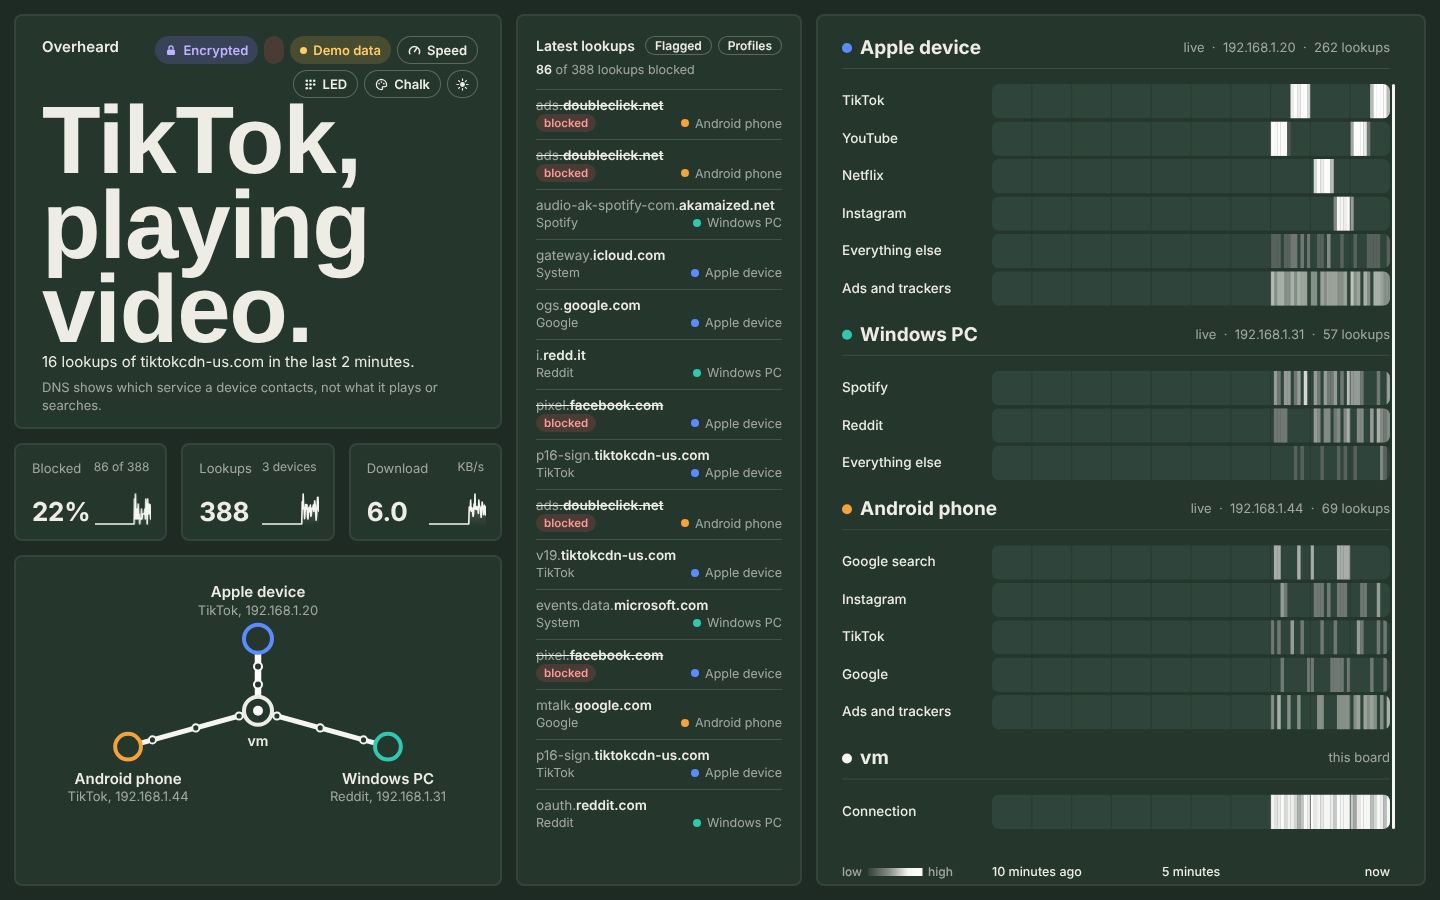 Overheard
Encrypted
Demo data
Speed
LED
Chalk
TikTok,
playing
video.
16 lookups of tiktokcdn-us.com in the last 2 minutes.
DNS shows which service a device contacts, not what it plays or
searches.
Blocked 86 of 388
22%
Lookups 3 devices
388
Download KB/s
6.0
Apple device
TikTok, 192.168.1.20
vm
Android phone
TikTok, 192.168.1.44
Windows PC
Reddit, 192.168.1.31
Latest lookups
Flagged
Profiles
86 of 388 lookups blocked
ads.doubleclick.net
blocked Android phone
ads.doubleclick.net
blocked Android phone
audio-ak-spotify-com.akamaized.net
Spotify Windows PC
gateway.icloud.com
System Apple device
ogs.google.com
Google Apple device
i.redd.it
Reddit Windows PC
pixel.facebook.com
blocked Apple device
p16-sign.tiktokcdn-us.com
TikTok Apple device
ads.doubleclick.net
blocked Android phone
v19.tiktokcdn-us.com
TikTok Apple device
events.data.microsoft.com
System Windows PC
pixel.facebook.com
blocked Apple device
mtalk.google.com
Google Android phone
p16-sign.tiktokcdn-us.com
TikTok Apple device
oauth.reddit.com
Reddit Windows PC
Apple device live · 192.168.1.20 · 262 lookups
TikTok
YouTube
Netflix
Instagram
Everything else
Ads and trackers
Windows PC live · 192.168.1.31 · 57 lookups
Spotify
Reddit
Everything else
Android phone live · 192.168.1.44 · 69 lookups
Google search
Instagram
TikTok
Google
Ads and trackers
vm this board
Connection
low high 10 minutes ago 5 minutes now